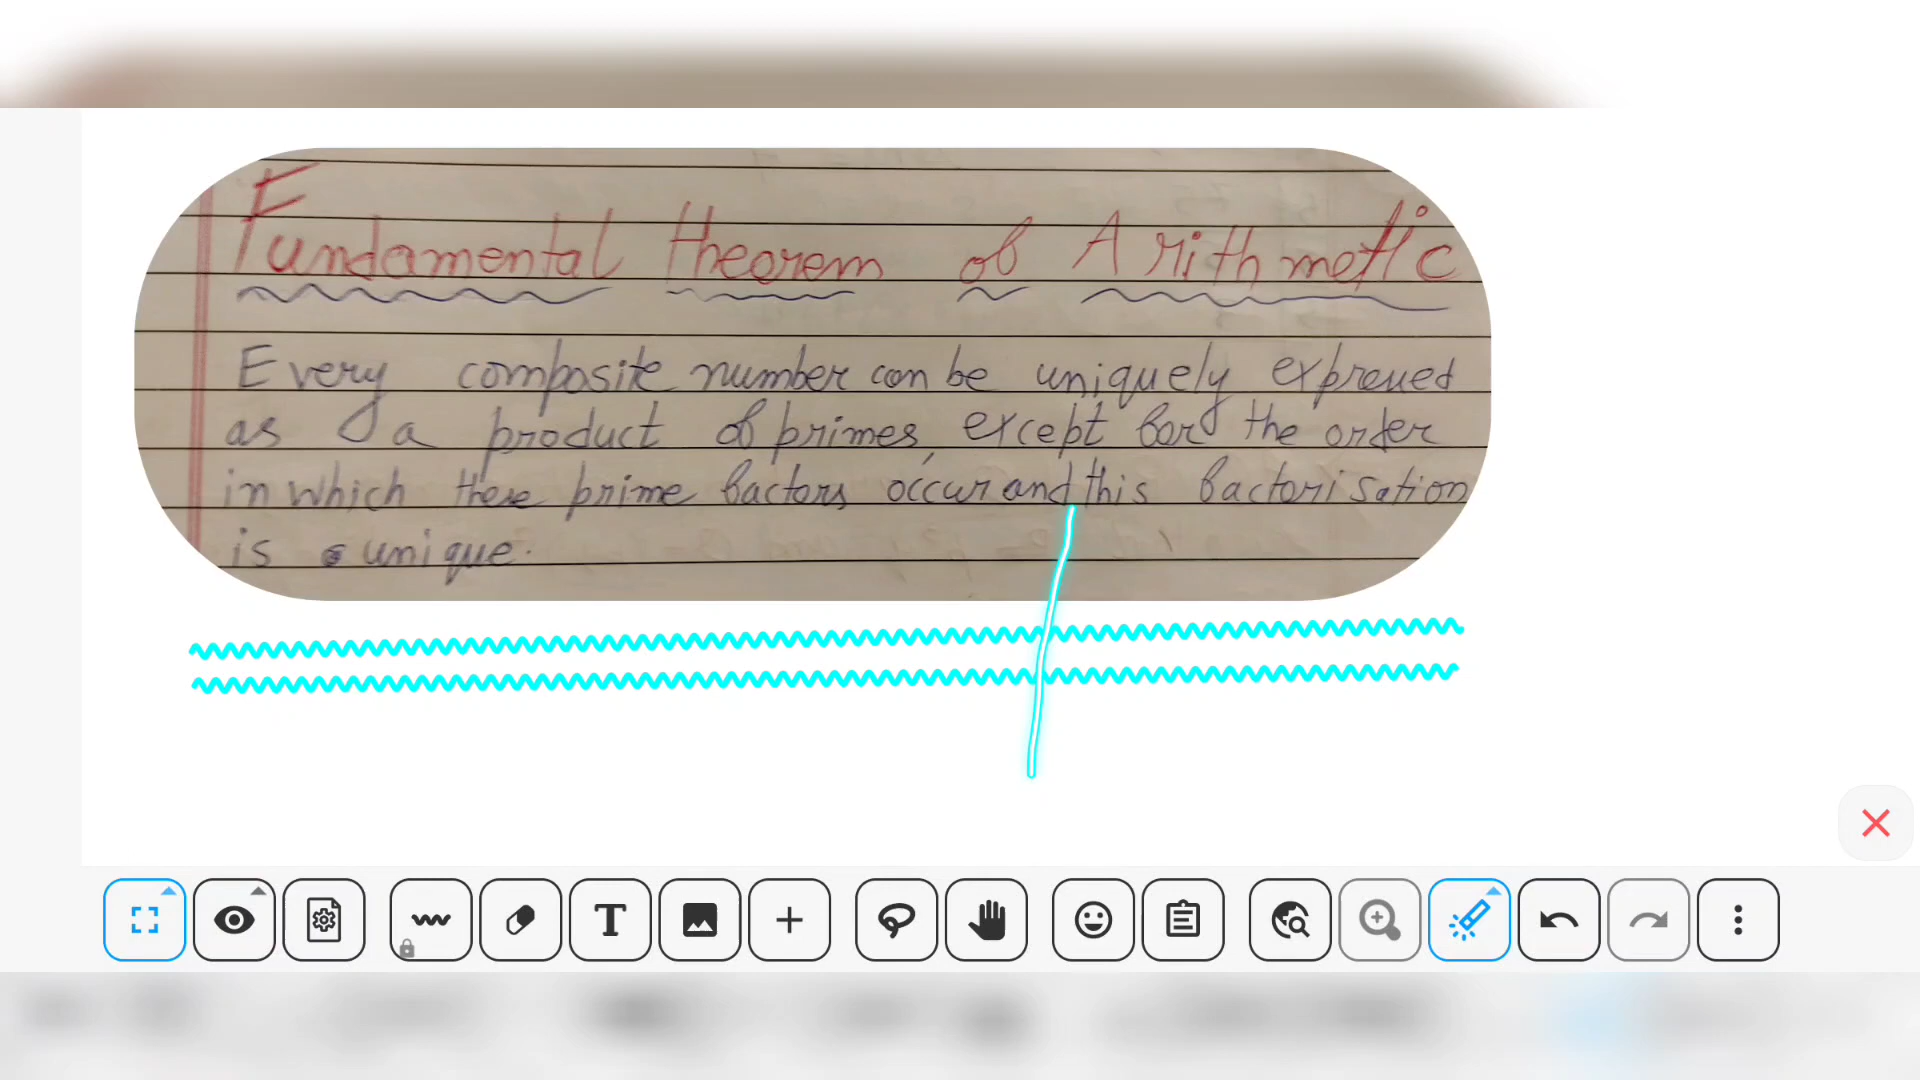 Fundamental theorem of Arithmetic
Every composite number can be uniquely expressed
as a product of primes, except for the order
in which these prime factors occur and this factorisation
is unique.